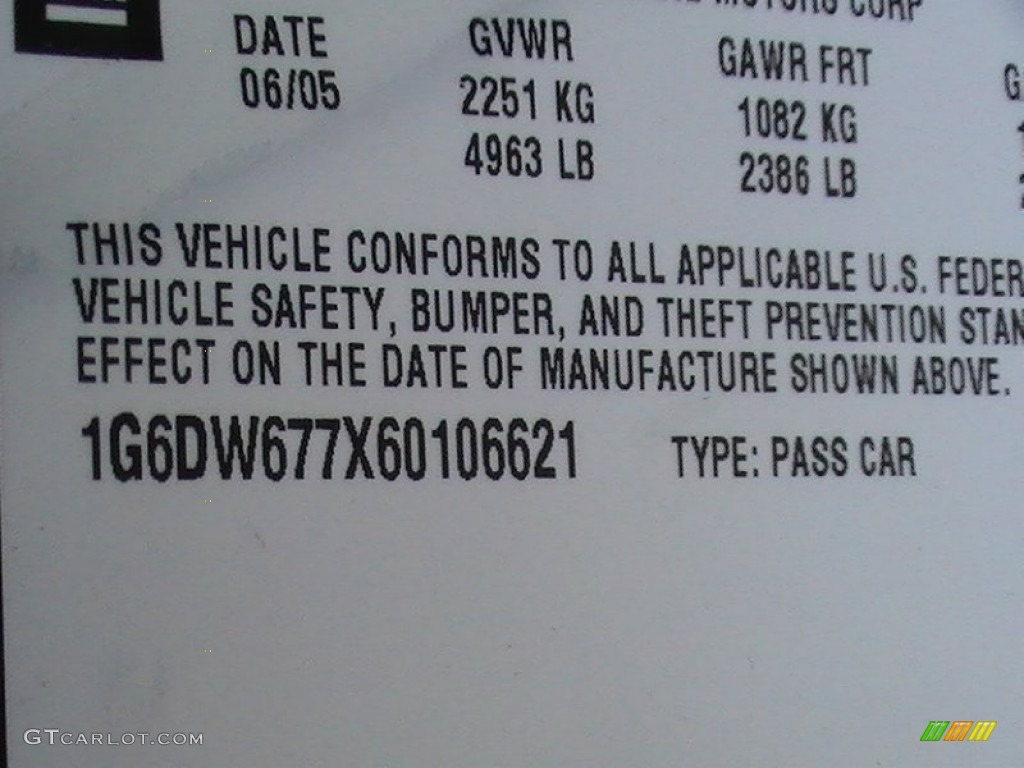 MOTORS CORP
DATE GVWR GAWR FRT
06/05 2251 KG 1082 KG
4963 LB 2386 LB
THIS VEHICLE CONFORMS TO ALL APPLICABLE U.S. FEDER
VEHICLE SAFETY, BUMPER, AND THEFT PREVENTION STAN
EFFECT ON THE DATE OF MANUFACTURE SHOWN ABOVE.
1G6DW677X60106621 TYPE: PASS CAR
GTCARLOT.COM